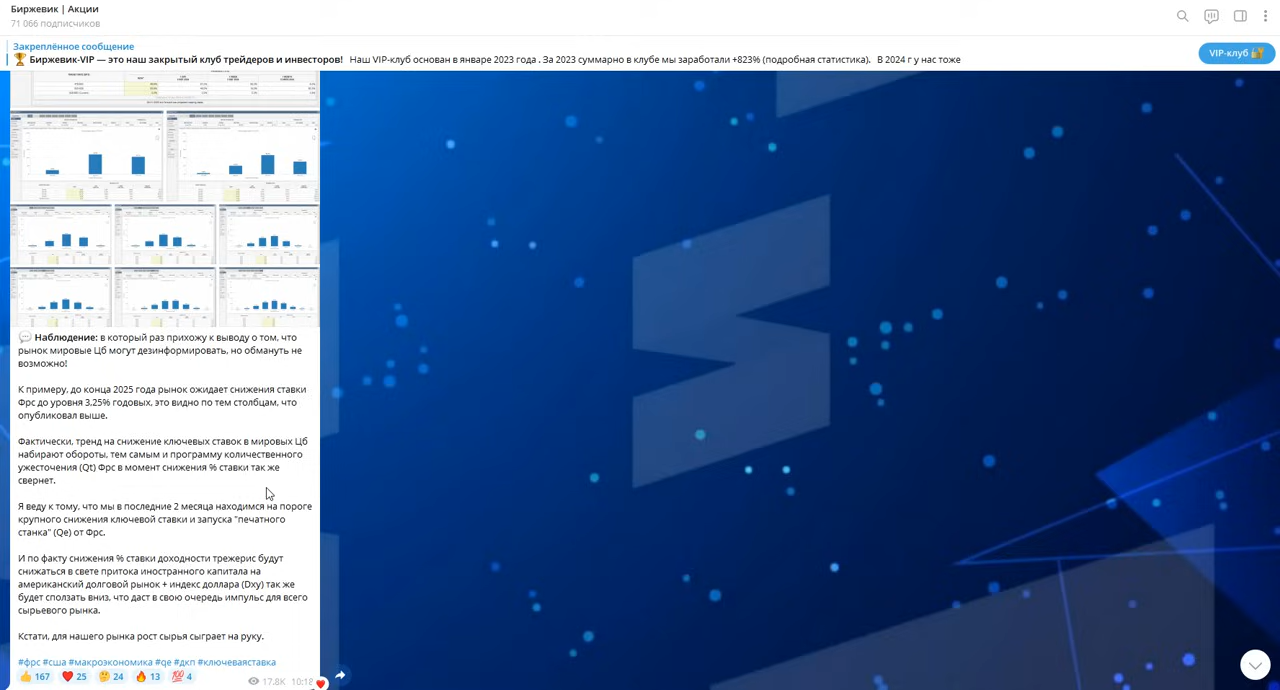 Биржевик | Акции
71 066 подписчиков
Закреплённое сообщение
🏆 Биржевик-VIP — это наш закрытый клуб трейдеров и инвесторов! Наш VIP-клуб основан в январе 2023 года . За 2023 суммарно в клубе мы заработали +823% (подробная статистика). В 2024 г у нас тоже
VIP-клуб 🔐
💬 Наблюдение: в который раз прихожу к выводу о том, что
рынок мировые Цб могут дезинформировать, но обмануть не
возможно!
К примеру, до конца 2025 года рынок ожидает снижения ставки
Фрс до уровня 3,25% годовых, это видно по тем столбцам, что
опубликовал выше.
Фактически, тренд на снижение ключевых ставок в мировых Цб
набирают обороты, тем самым и программу количественного
ужесточения (Qt) Фрс в момент снижения % ставки так же
свернет.
Я веду к тому, что мы в последние 2 месяца находимся на пороге
крупного снижения ключевой ставки и запуска "печатного
станка" (Qe) от Фрс.
И по факту снижения % ставки доходности трежерис будут
снижаться в свете притока иностранного капитала на
американский долговой рынок + индекс доллара (Dxy) так же
будет сползать вниз, что даст в свою очередь импульс для всего
сырьевого рынка.
Кстати, для нашего рынка рост сырья сыграет на руку.
#фрс #сша #макроэкономика #qe #дкп #ключеваяставка
👍 167 ❤️ 25 🤔 24 🔥 13 💯 4
17.8K 10:18